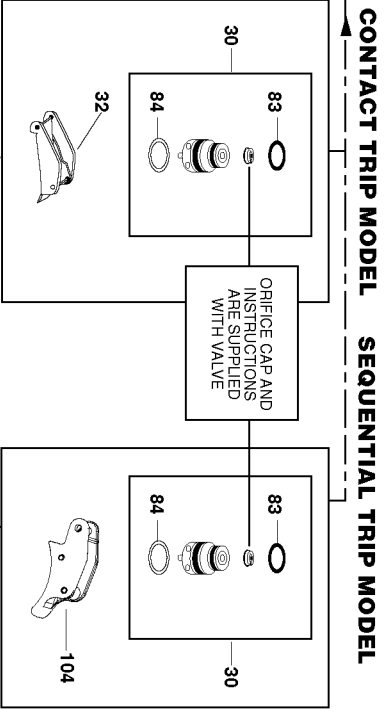 CONTACT TRIP MODEL
SEQUENTIAL TRIP MODEL
30
84
83
32
ORIFICE CAP AND
INSTRUCTIONS
ARE SUPPLIED
WITH VALVE
84
83
104
30